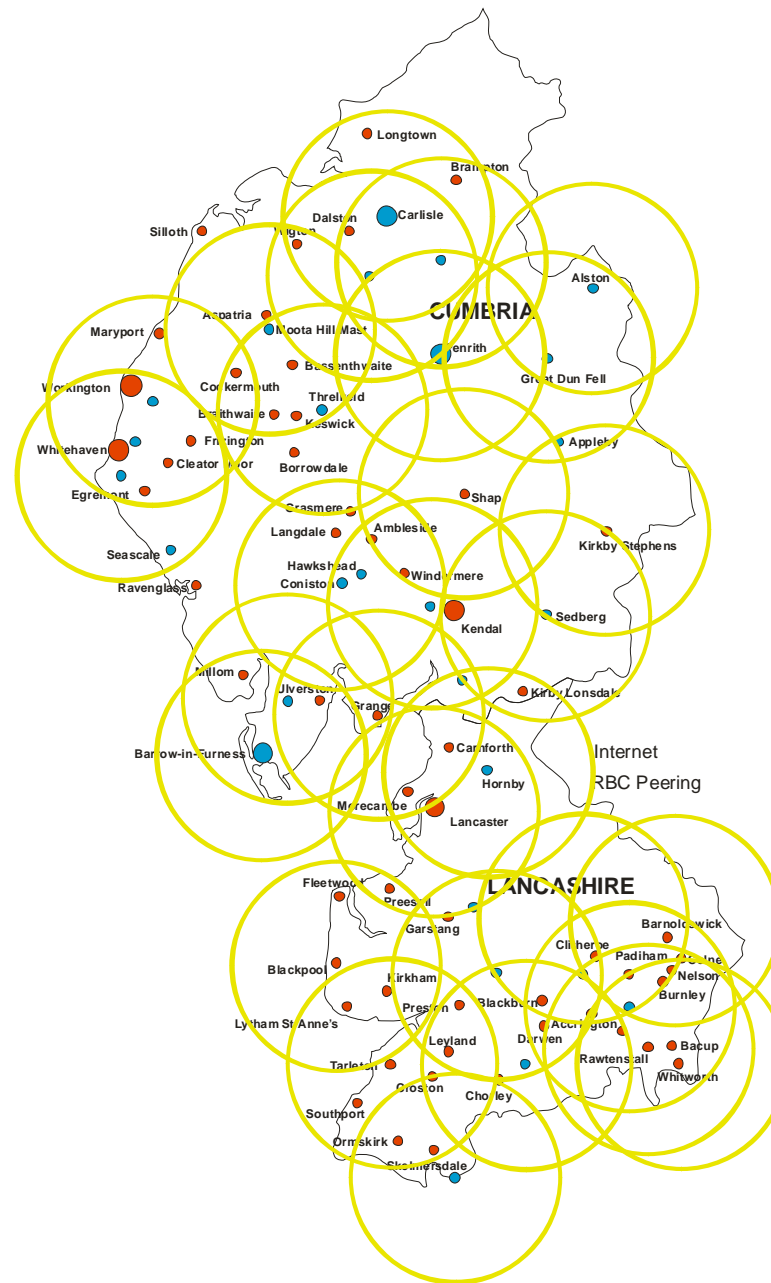 Longtown
Brampton
Dalston
Carlisle
Silloth
Alston
CUMBRIA
Aspatria
Moota Hill Mast
Maryport
Bassenthwaite
Great Dun Fell
Cockermouth
Workington
Threlkeld
Braithwaite
Keswick
Appleby
Whitehaven
Frizington
Cleator Moor
Borrowdale
Egremont
Shap
Grasmere
Langdale
Ambleside
Kirkby Stephens
Seascale
Hawkshead
Windermere
Coniston
Ravenglass
Sedberg
Kendal
Millom
Ulverston
Kirby Lonsdale
Grange
Barrow-in-Furness
Carnforth
Internet
Hornby
RBC Peering
Morecambe
Lancaster
Fleetwood
LANCASHIRE
Preesall
Garstang
Barnoldswick
Clitheroe
Padiham
Blackpool
Nelson
Kirkham
Burnley
Preston
Blackburn
Lytham St Anne's
Accrington
Darwen
Leyland
Bacup
Rawtenstall
Tarleton
Whitworth
Croston
Chorley
Southport
Ormskirk
Skelmersdale